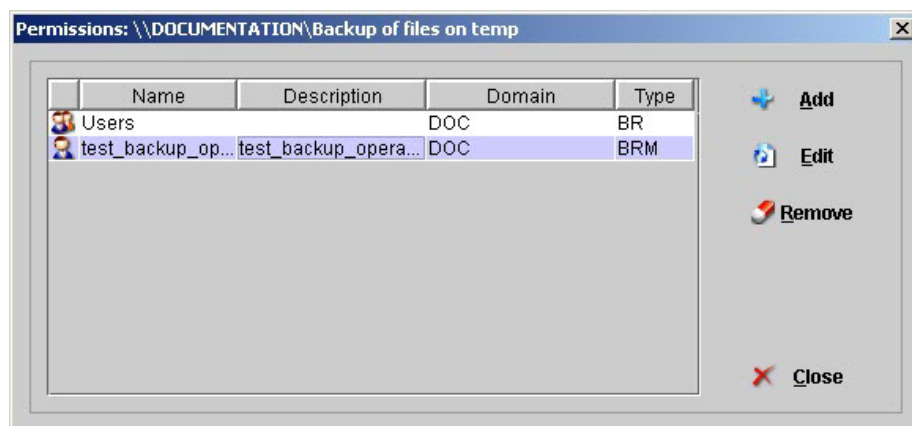 Permissions: \\DOCUMENTATION\Backup of files on temp
Name Description Domain Type
Users DOC BR
test_backup_op... test_backup_opera... DOC BRM
Add
Edit
Remove
Close